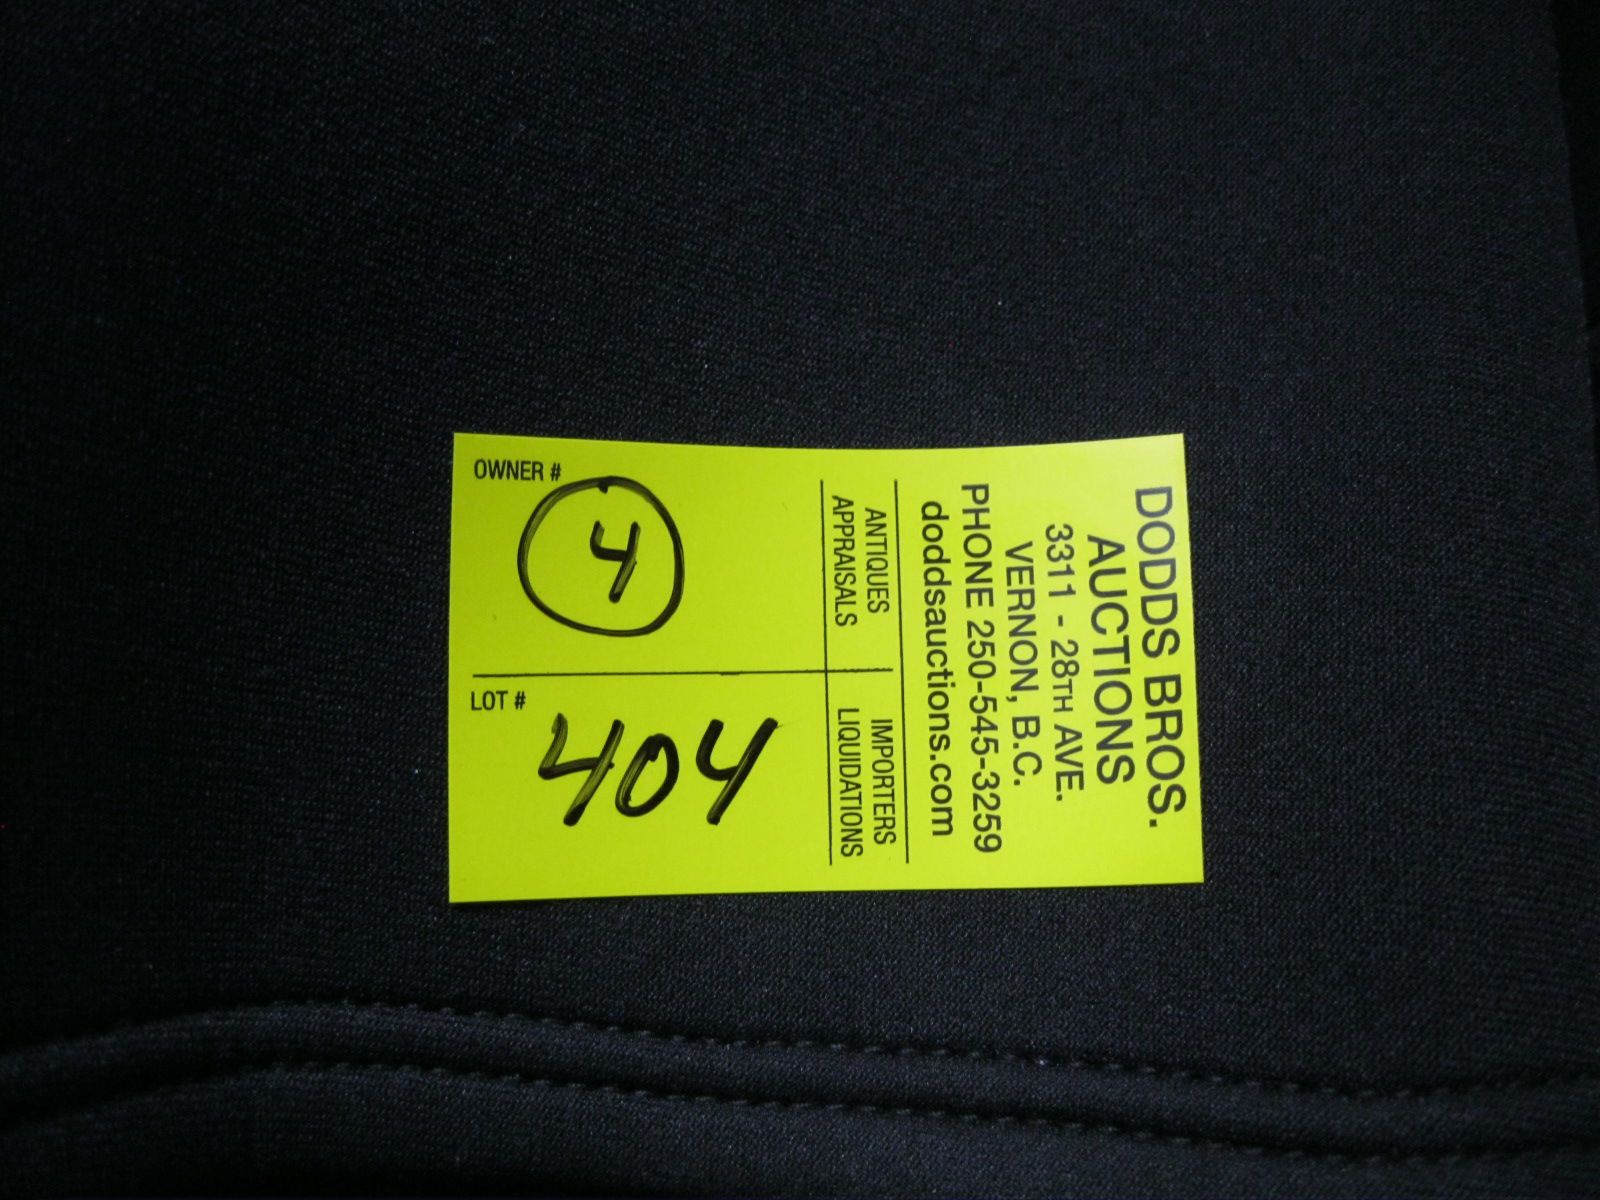 DODDS BROS.
AUCTIONS
3311 - 28TH AVE.
VERNON, B.C.
PHONE 250-545-3259
doddsauctions.com
ANTIQUES
APPRAISALS
IMPORTERS
LIQUIDATIONS
OWNER #
LOT #
404